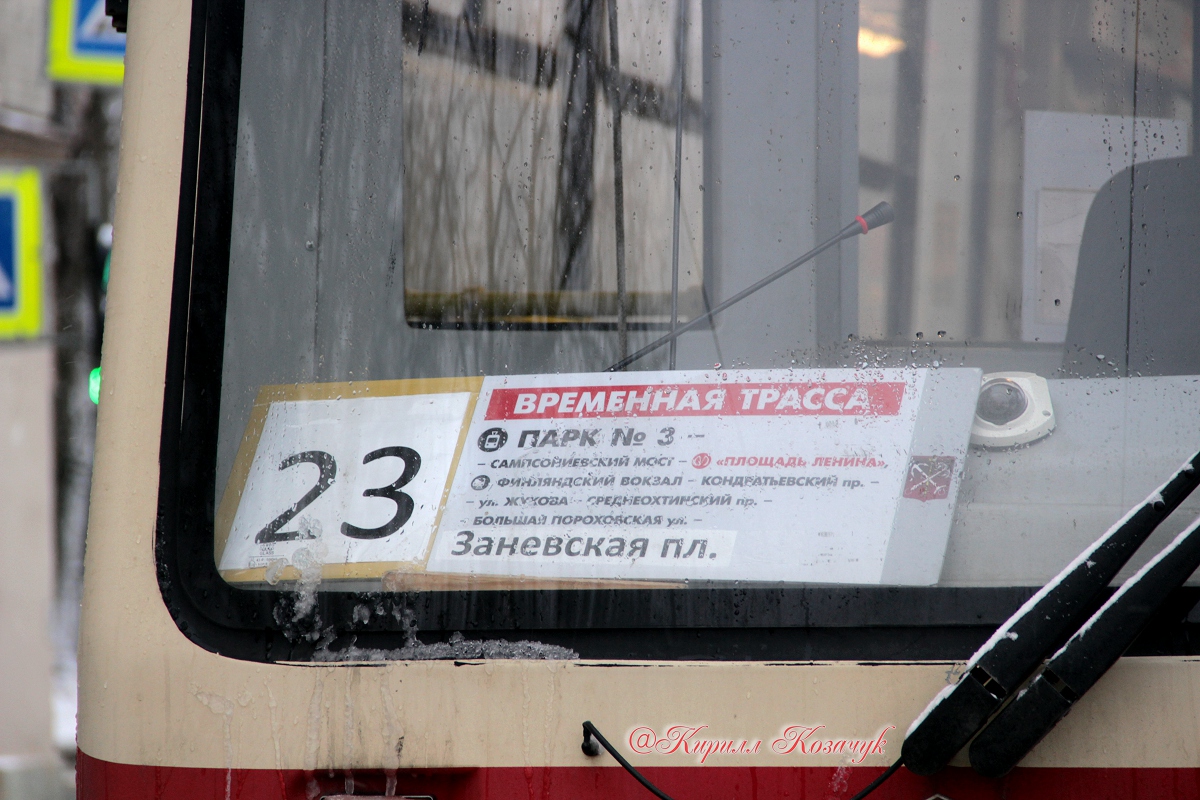 23
ВРЕМЕННАЯ ТРАССА
ПАРК № 3 –
– САМПСОНИЕВСКИЙ МОСТ – «ПЛОЩАДЬ ЛЕНИНА»,
ФИНЛЯНДСКИЙ ВОКЗАЛ – КОНДРАТЬЕВСКИЙ пр. –
– ул. ЖУКОВА – СРЕДНЕОХТИНСКИЙ пр. –
БОЛЬШАЯ ПОРОХОВСКАЯ ул. –
Заневская пл.
@Кирилл Козачук